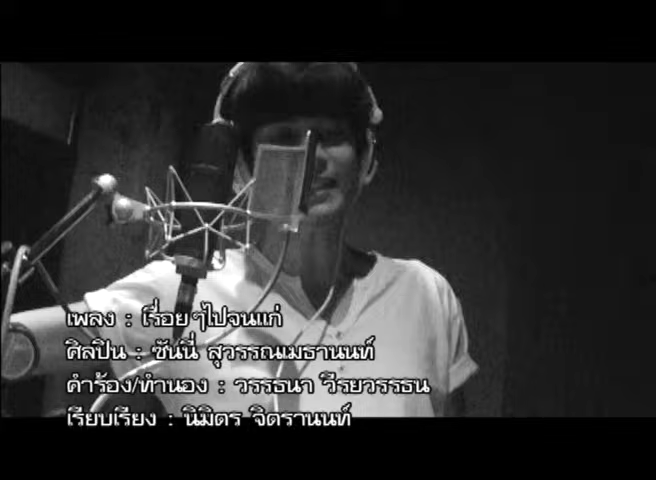 เพลง : เรื่อยๆไปจนแก่
ศิลปิน : ซันนี่ สุวรรณเมธานนท์
คำร้อง/ทำนอง : วรรธนา วีรยวรรธน
เรียบเรียง : นิมิตร จิตรานนท์